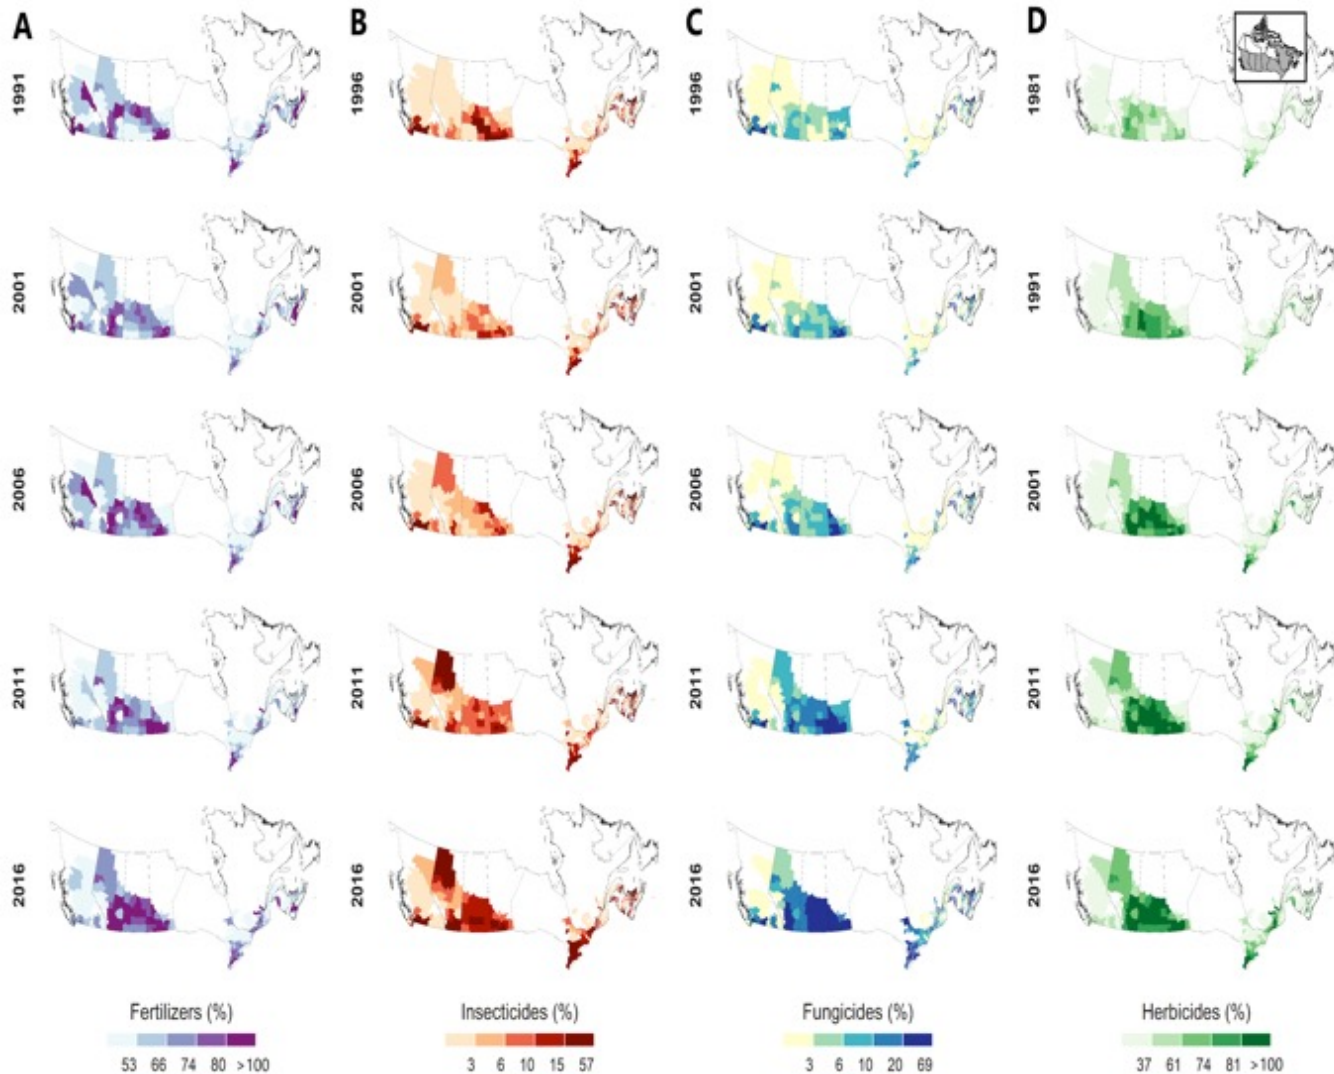 A B C D
1991 1996 1996 1981
2001 2001 2001 1991
2006 2006 2006 2001
2011 2011 2011 2011
2016 2016 2016 2016
Fertilizers (%) Insecticides (%) Fungicides (%) Herbicides (%)
53 66 74 80 >100 3 6 10 15 57 3 6 10 20 69 37 61 74 81 >100